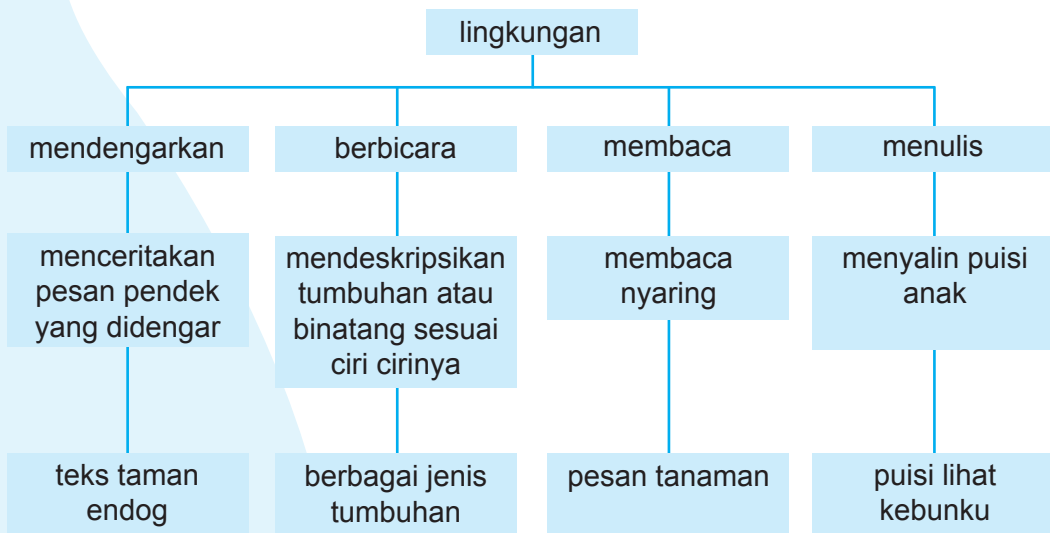 lingkungan
mendengarkan
berbicara
membaca
menulis
menceritakan
pesan pendek
yang didengar
mendeskripsikan
tumbuhan atau
binatang sesuai
ciri cirinya
membaca
nyaring
menyalin puisi
anak
teks taman
endog
berbagai jenis
tumbuhan
pesan tanaman
puisi lihat
kebunku